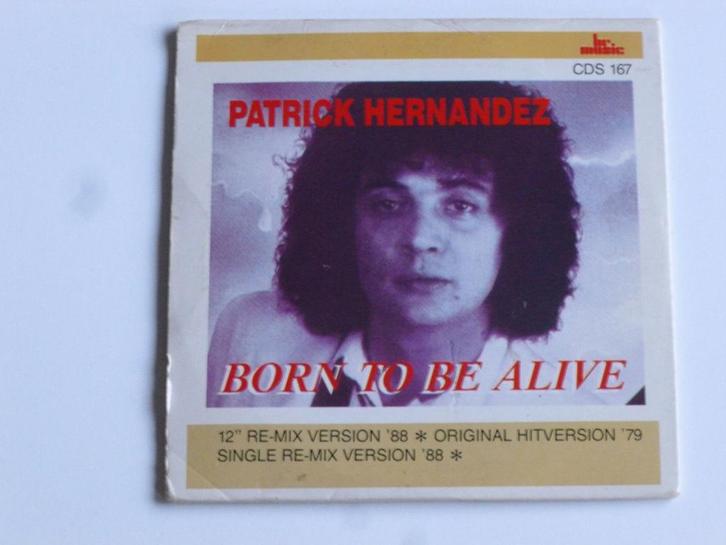 br
music
CDS 167
PATRICK HERNANDEZ
BORN TO BE ALIVE
12" RE-MIX VERSION '88 * ORIGINAL HITVERSION '79
SINGLE RE-MIX VERSION '88 *